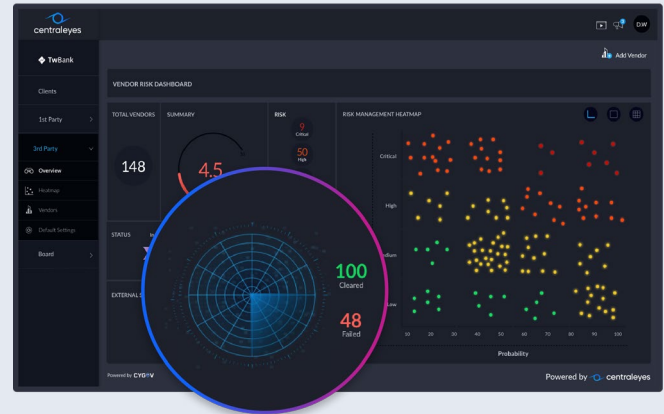 centraleyes
DW
TwBank
Add Vendor
VENDOR RISK DASHBOARD
Clients
1st Party
3rd Party
Overview
Heatmap
Vendors
Default Settings
Board
TOTAL VENDORS
148
SUMMARY
4.5
RISK
9
Critical
50
High
RISK MANAGEMENT HEATMAP
Critical
High
Low
10 20 30 40 50 60 70 80 90 100
Probability
STATUS
100
Cleared
48
Failed
Powered by CYGOV
Powered by centraleyes